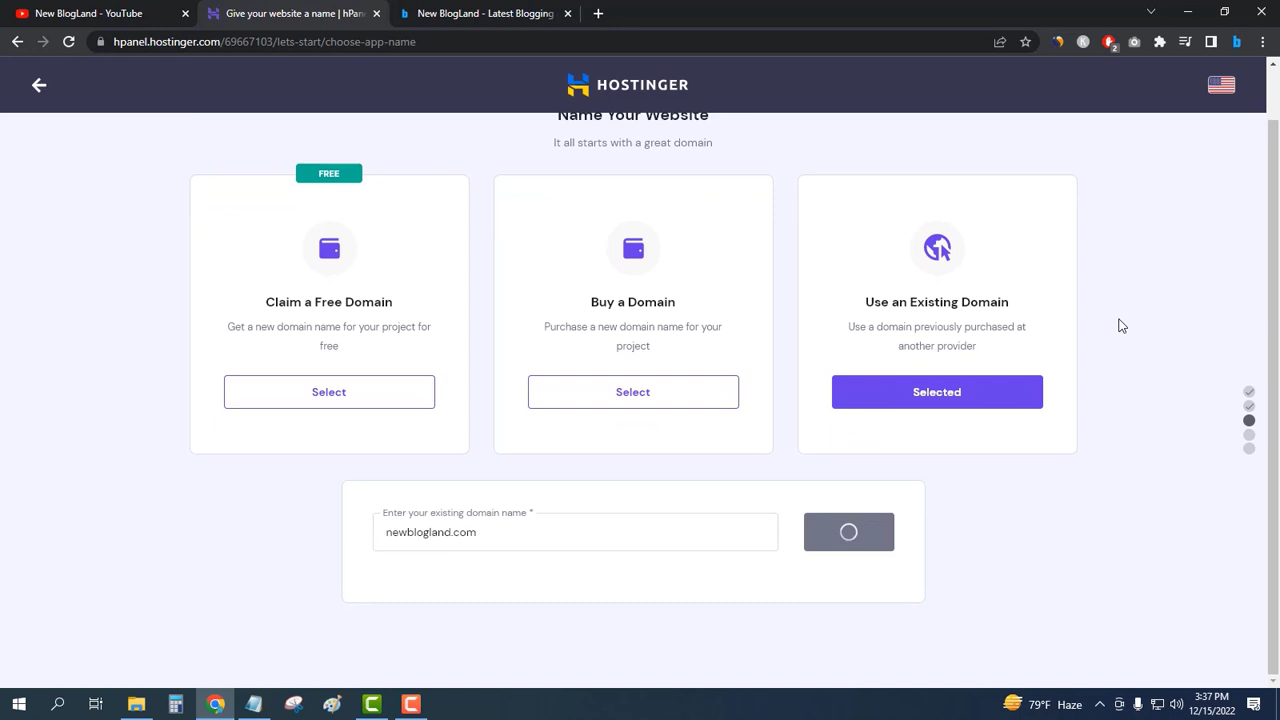 New BlogLand - YouTube
Give your website a name | hPan
New BlogLand - Latest Blogging
hpanel.hostinger.com/69667103/lets-start/choose-app-name
2
HOSTINGER
Name Your Website
It all starts with a great domain
FREE
Claim a Free Domain
Get a new domain name for your project for
free
Select
Buy a Domain
Purchase a new domain name for your
project
Select
Use an Existing Domain
Use a domain previously purchased at
another provider
Selected
Enter your existing domain name *
newblogland.com
79°F Haze
3:37 PM
12/15/2022